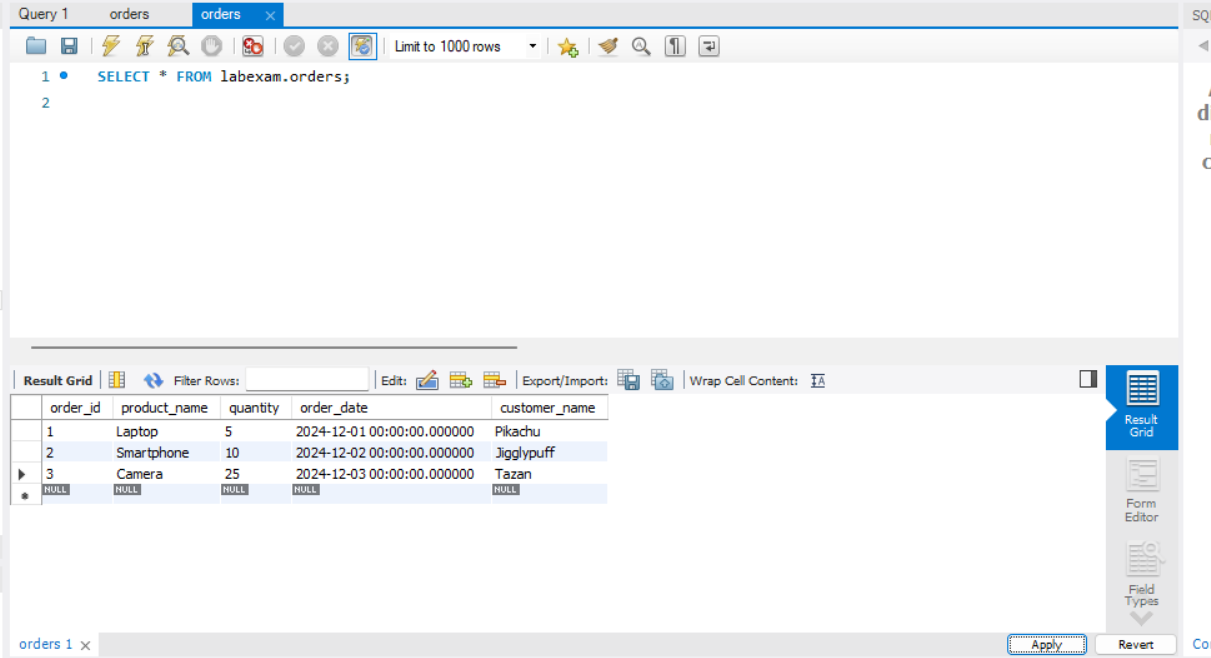 Query 1 orders orders
SQ
Limit to 1000 rows
1 SELECT * FROM labexam.orders;
2
d
c
Result Grid Filter Rows: Edit: Export/Import: Wrap Cell Content: IA
order_id product_name quantity order_date customer_name
1 Laptop 5 2024-12-01 00:00:00.000000 Pikachu
2 Smartphone 10 2024-12-02 00:00:00.000000 Jigglypuff
3 Camera 25 2024-12-03 00:00:00.000000 Tazan
NULL NULL NULL NULL NULL
Result
Grid
Form
Editor
Field
Types
orders 1 Apply Revert Co